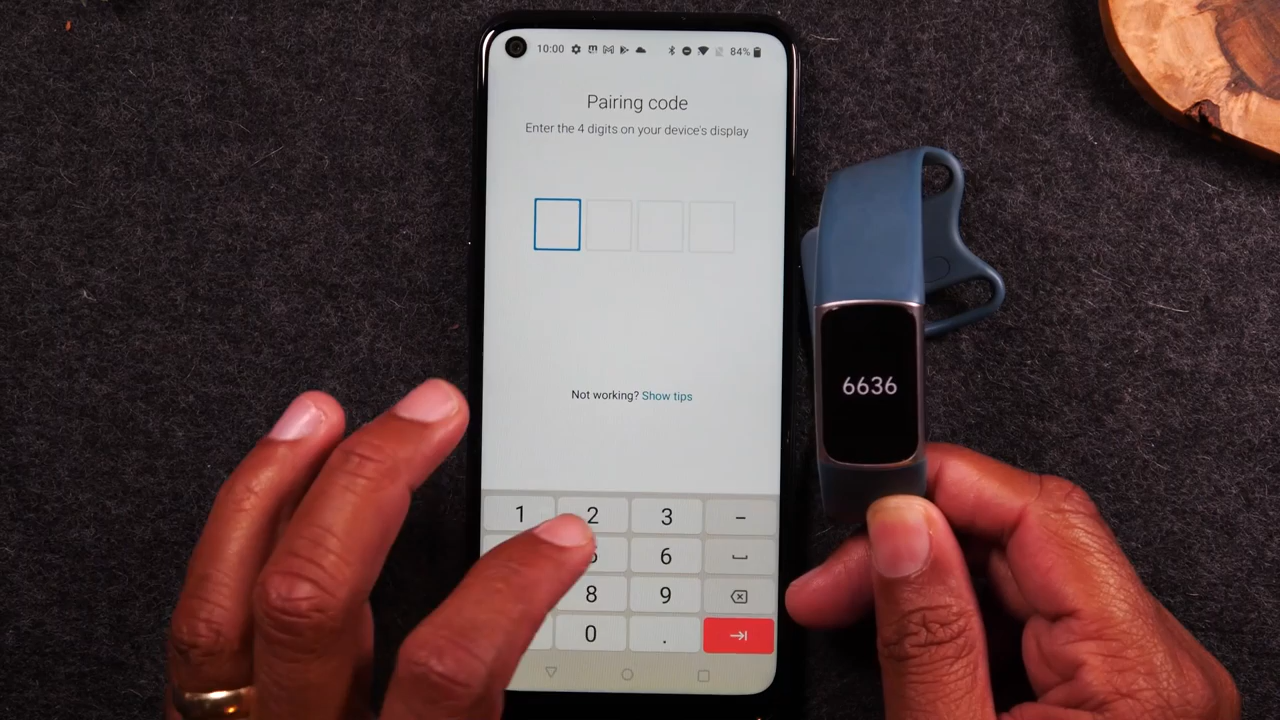 10:00
84%
Pairing code
Enter the 4 digits on your device's display
6636
Not working? Show tips
1 2 3 –
6
8 9
0 .